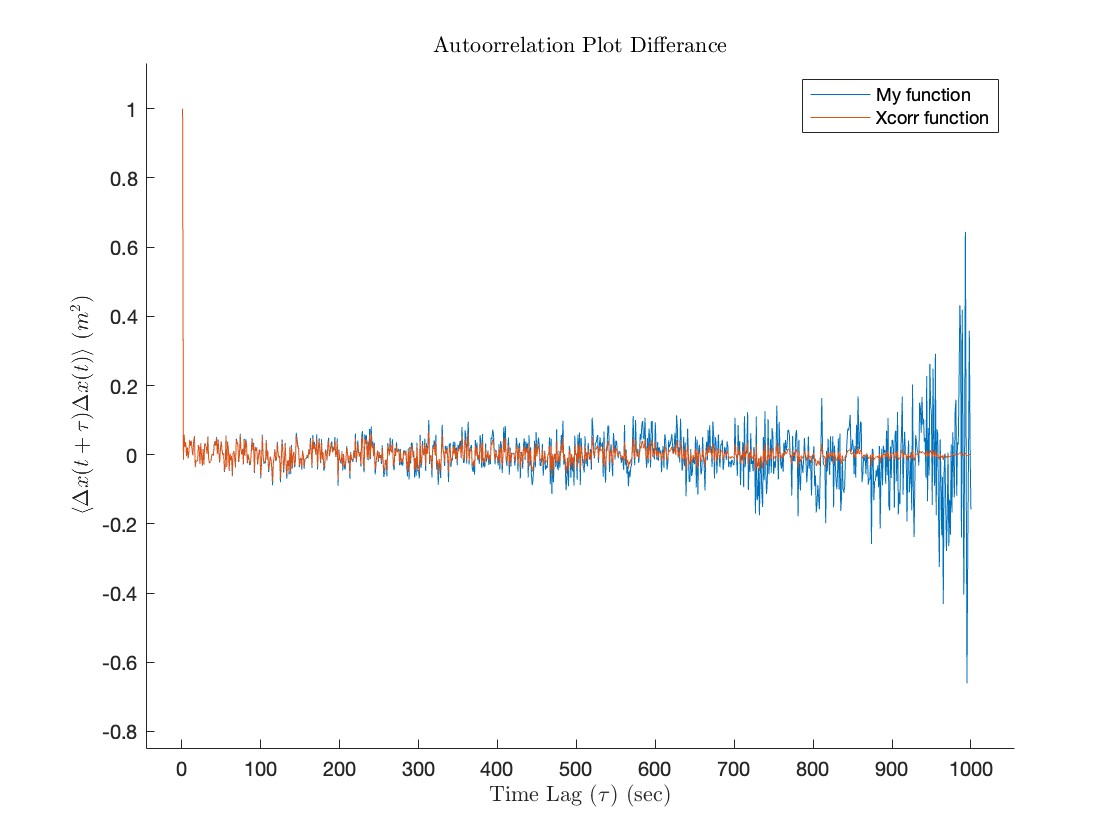 Autoorrelation Plot Differance
My function
Xcorr function
1
0.8
0.6
0.4
0.2
0
-0.2
-0.4
-0.6
-0.8
⟨Δx(t + τ)Δx(t)⟩ (m²)
0 100 200 300 400 500 600 700 800 900 1000
Time Lag (τ) (sec)